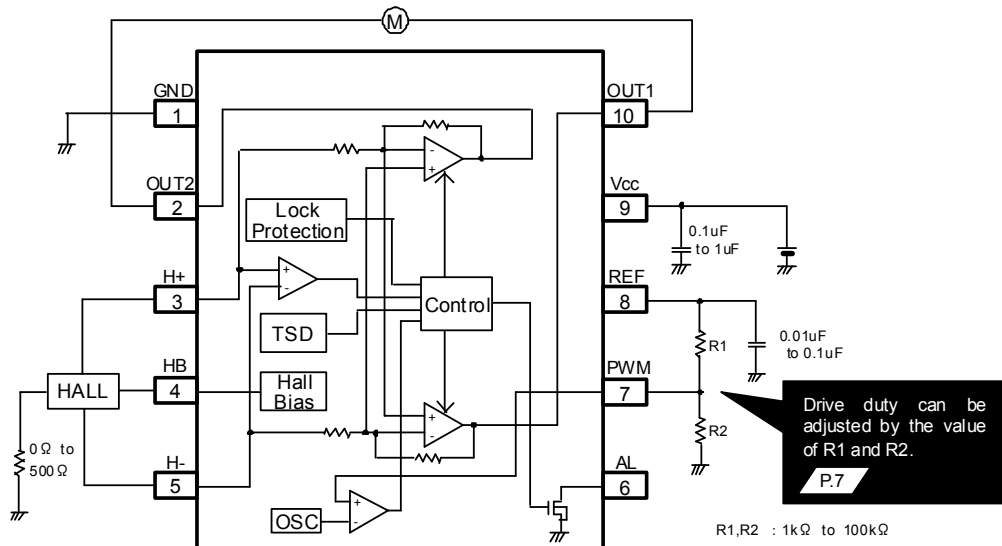 M
GND
1
OUT1
10
OUT2
2
Vcc
9
Lock
Protection
0.1uF
to 1uF
H+
3
REF
8
+
-
-
+
Control
TSD
R1
0.01uF
to 0.1uF
HB
4
HALL
Hall
Bias
PWM
7
+
-
R2
Drive duty can be
adjusted by the value
of R1 and R2.
P.7
0Ω to
500Ω
H-
5
AL
6
OSC
+
-
R1,R2 : 1kΩ to 100kΩ